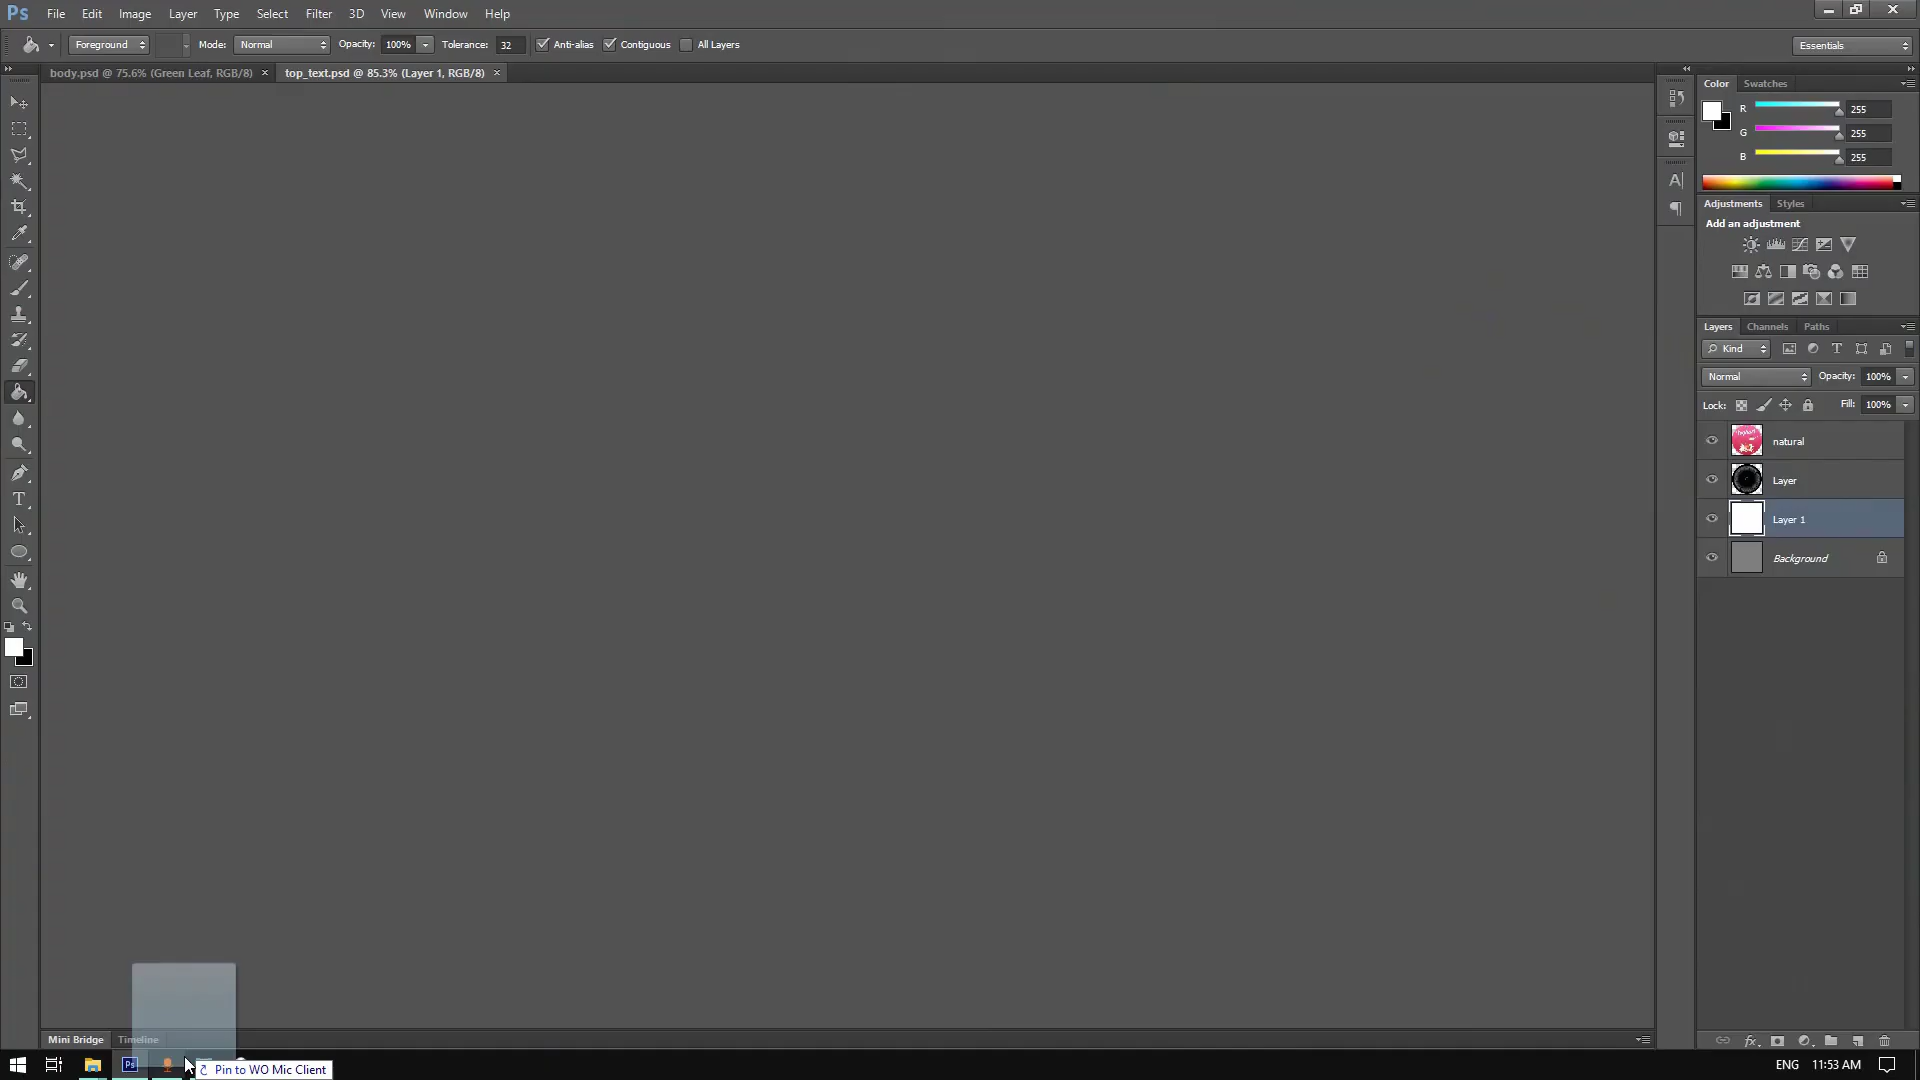 Ps File Edit Image Layer Type Select Filter 3D View Window Help
Foreground Mode: Normal Opacity: 100% Tolerance: 32 Anti-alias Contiguous All Layers Essentials
body.psd @ 75.6% (Green Leaf, RGB/8) × top_text.psd @ 85.3% (Layer 1, RGB/8) ×
Color Swatches
R 255
G 255
B 255
Adjustments Styles
Add an adjustment
Layers Channels Paths
Kind
Normal Opacity: 100%
Lock: Fill: 100%
natural
Layer
Layer 1
Background
Mini Bridge Timeline
Ps Pin to WO Mic Client ENG 11:53 AM